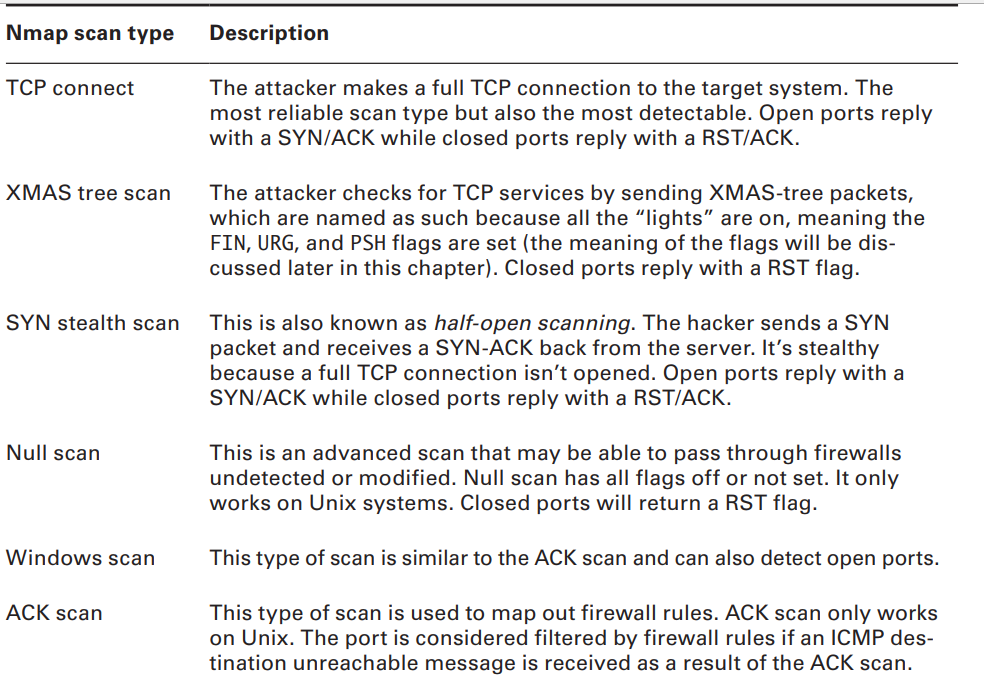 Nmap scan type Description
TCP connect The attacker makes a full TCP connection to the target system. The
most reliable scan type but also the most detectable. Open ports reply
with a SYN/ACK while closed ports reply with a RST/ACK.
XMAS tree scan The attacker checks for TCP services by sending XMAS-tree packets,
which are named as such because all the “lights” are on, meaning the
FIN, URG, and PSH flags are set (the meaning of the flags will be dis-
cussed later in this chapter). Closed ports reply with a RST flag.
SYN stealth scan This is also known as half-open scanning. The hacker sends a SYN
packet and receives a SYN-ACK back from the server. It’s stealthy
because a full TCP connection isn’t opened. Open ports reply with a
SYN/ACK while closed ports reply with a RST/ACK.
Null scan This is an advanced scan that may be able to pass through firewalls
undetected or modified. Null scan has all flags off or not set. It only
works on Unix systems. Closed ports will return a RST flag.
Windows scan This type of scan is similar to the ACK scan and can also detect open ports.
ACK scan This type of scan is used to map out firewall rules. ACK scan only works
on Unix. The port is considered filtered by firewall rules if an ICMP des-
tination unreachable message is received as a result of the ACK scan.